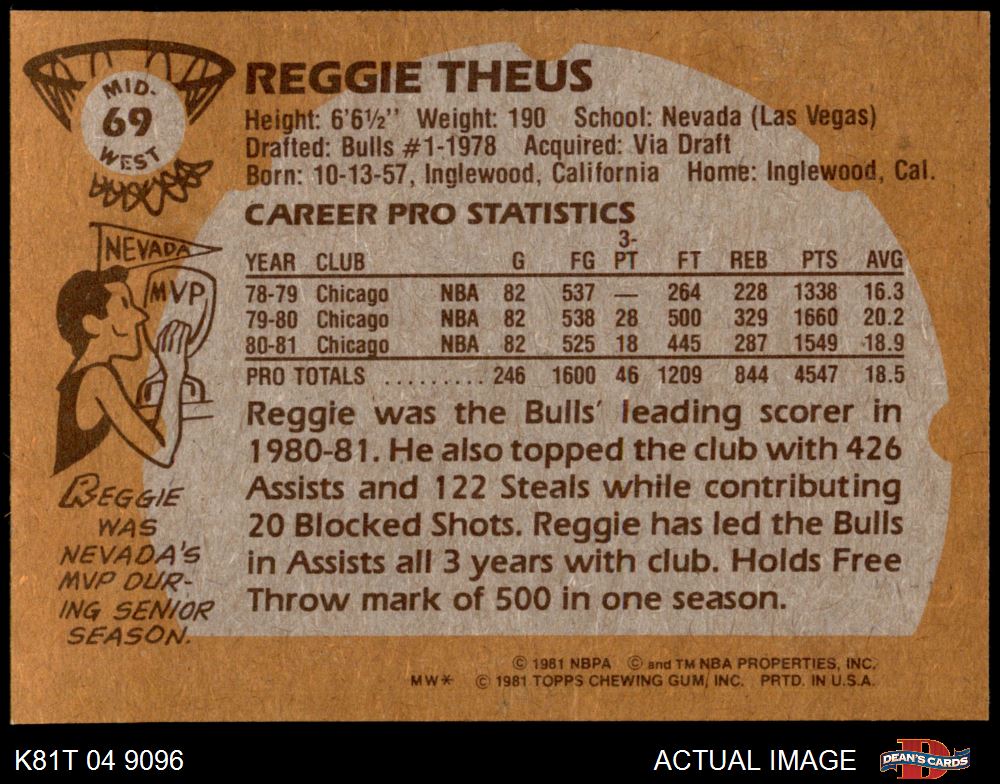 MID-
69
WEST
REGGIE THEUS
Height: 6'6½'' Weight: 190 School: Nevada (Las Vegas)
Drafted: Bulls #1-1978 Acquired: Via Draft
Born: 10-13-57, Inglewood, California Home: Inglewood, Cal.
CAREER PRO STATISTICS
YEAR CLUB G FG 3-PT FT REB PTS AVG
78-79 Chicago NBA 82 537 — 264 228 1338 16.3
79-80 Chicago NBA 82 538 28 500 329 1660 20.2
80-81 Chicago NBA 82 525 18 445 287 1549 18.9
PRO TOTALS ......... 246 1600 46 1209 844 4547 18.5
NEVADA
MVP
REGGIE
WAS
NEVADA'S
MVP DUR-
ING SENIOR
SEASON.
Reggie was the Bulls' leading scorer in
1980-81. He also topped the club with 426
Assists and 122 Steals while contributing
20 Blocked Shots. Reggie has led the Bulls
in Assists all 3 years with club. Holds Free
Throw mark of 500 in one season.
© 1981 NBPA © and TM NBA PROPERTIES, INC.
MW* © 1981 TOPPS CHEWING GUM, INC. PRTD. IN U.S.A.
K81T 04 9096
ACTUAL IMAGE
D
DEAN'S CARDS